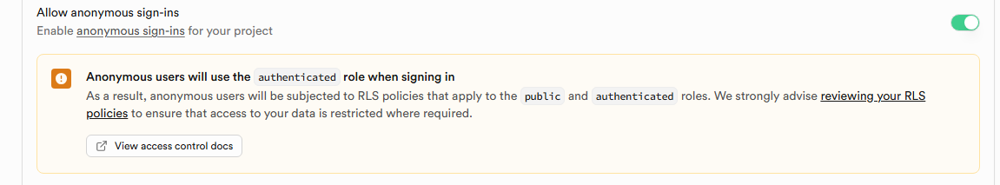 Allow anonymous sign-ins
Enable anonymous sign-ins for your project
Anonymous users will use the authenticated role when signing in
As a result, anonymous users will be subjected to RLS policies that apply to the public and authenticated roles. We strongly advise reviewing your RLS
policies to ensure that access to your data is restricted where required.
View access control docs